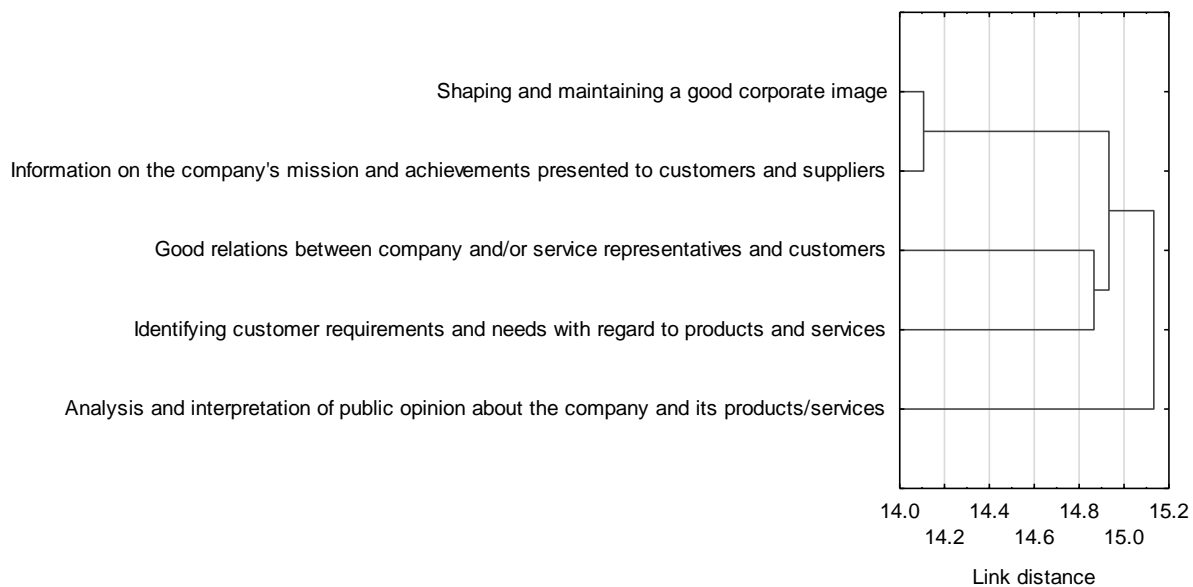 Shaping and maintaining a good corporate image
Information on the company's mission and achievements presented to customers and suppliers
Good relations between company and/or service representatives and customers
Identifying customer requirements and needs with regard to products and services
Analysis and interpretation of public opinion about the company and its products/services
14.0 14.4 14.8 15.2
14.2 14.6 15.0
Link distance